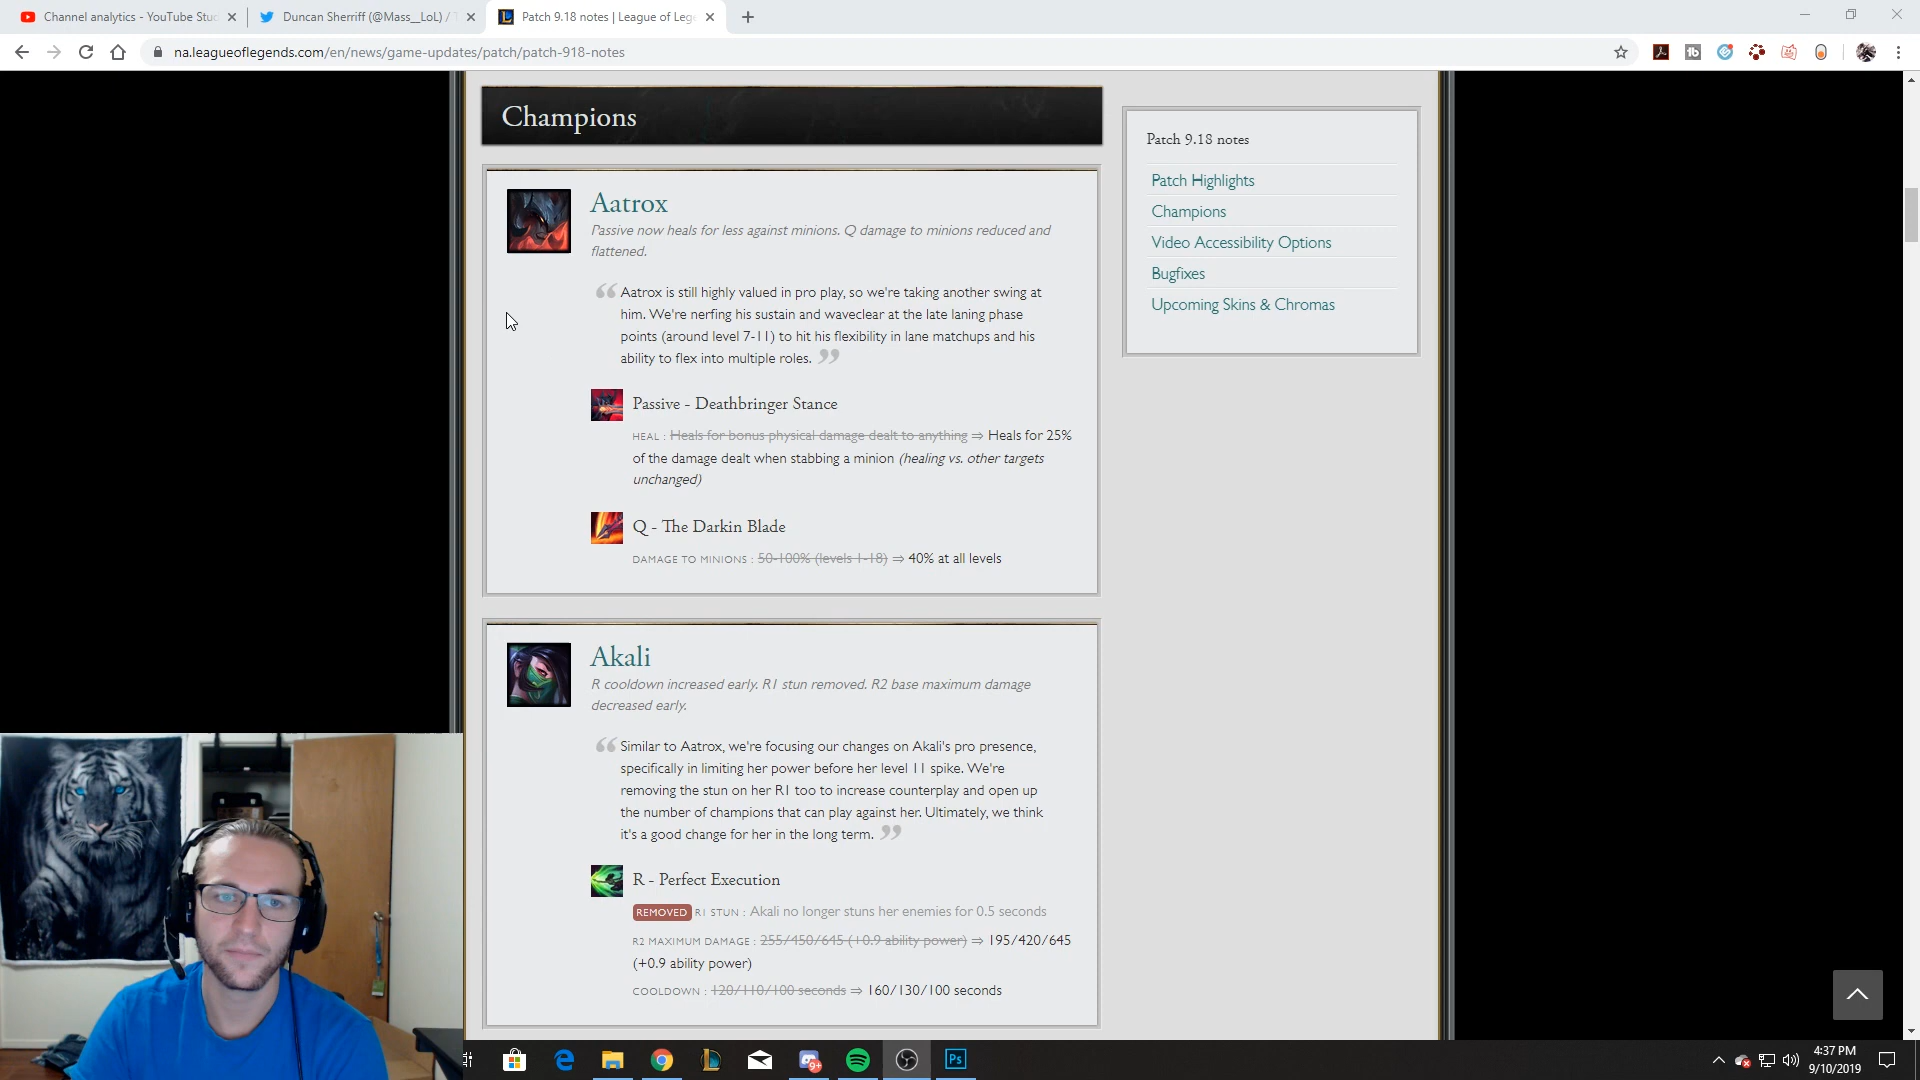 Channel analytics - YouTube Stu
Duncan Sherriff (@Mass__LoL) / T
Patch 9.18 notes | League of Lege
na.leagueoflegends.com/en/news/game-updates/patch/patch-918-notes
Champions
Aatrox
Passive now heals for less against minions. Q damage to minions reduced and
flattened.
“ Aatrox is still highly valued in pro play, so we're taking another swing at
him. We're nerfing his sustain and waveclear at the late laning phase
points (around level 7-11) to hit his flexibility in lane matchups and his
ability to flex into multiple roles. ”
Passive - Deathbringer Stance
HEAL : Heals for bonus physical damage dealt to anything ⇒ Heals for 25%
of the damage dealt when stabbing a minion (healing vs. other targets
unchanged)
Q - The Darkin Blade
DAMAGE TO MINIONS : 50-100% (levels 1-18) ⇒ 40% at all levels
Akali
R cooldown increased early. R1 stun removed. R2 base maximum damage
decreased early.
“ Similar to Aatrox, we're focusing our changes on Akali's pro presence,
specifically in limiting her power before her level 11 spike. We're
removing the stun on her R1 too to increase counterplay and open up
the number of champions that can play against her. Ultimately, we think
it's a good change for her in the long term. ”
R - Perfect Execution
REMOVED R1 STUN : Akali no longer stuns her enemies for 0.5 seconds
R2 MAXIMUM DAMAGE : 255/450/645 (+0.9 ability power) ⇒ 195/420/645
(+0.9 ability power)
COOLDOWN : 120/110/100 seconds ⇒ 160/130/100 seconds
Patch 9.18 notes
Patch Highlights
Champions
Video Accessibility Options
Bugfixes
Upcoming Skins & Chromas
9+
Ps
4:37 PM
9/10/2019